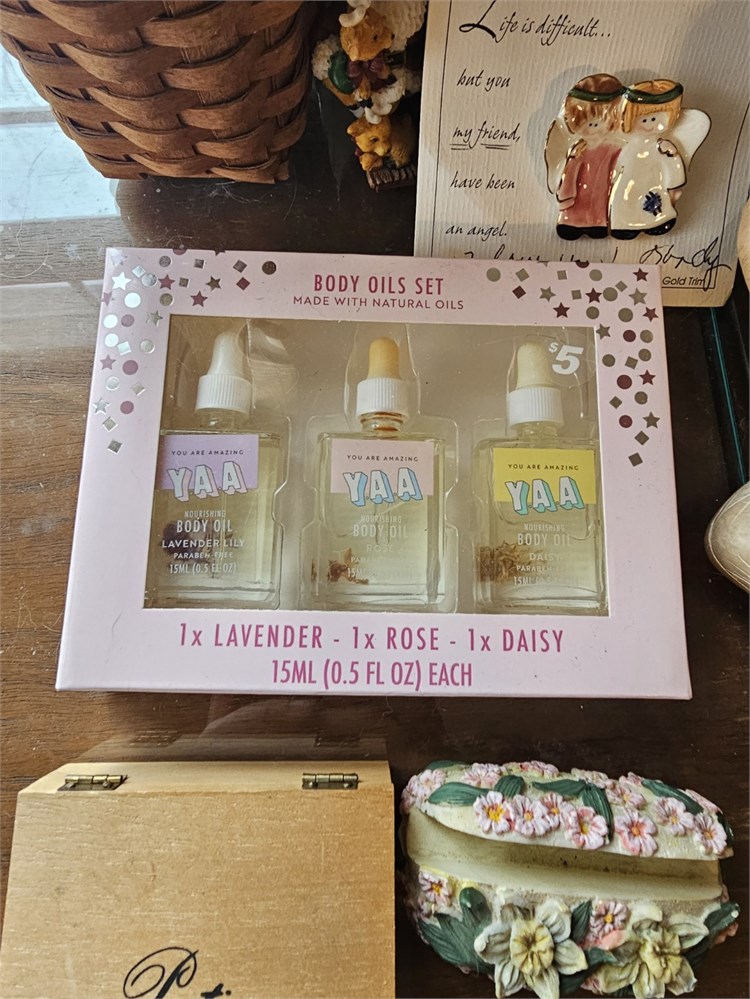 Life is difficult...
but you
my friend,
have been
an angel.
Gold Trim
BODY OILS SET
MADE WITH NATURAL OILS
$5
YOU ARE AMAZING
YAA
NOURISHING
BODY OIL
LAVENDER LILY
PARABEN-FREE
15ML (0.5 FL OZ)
YOU ARE AMAZING
YAA
NOURISHING
BODY OIL
ROSE
YOU ARE AMAZING
YAA
NOURISHING
BODY OIL
DAISY
1x LAVENDER - 1x ROSE - 1x DAISY
15ML (0.5 FL OZ) EACH